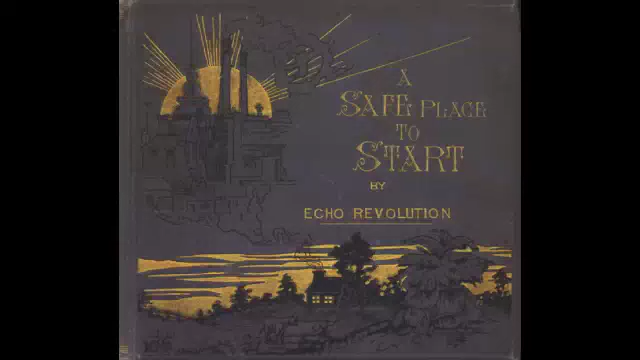 A
SAFE PLACE
TO
START
BY
ECHO REVOLUTION